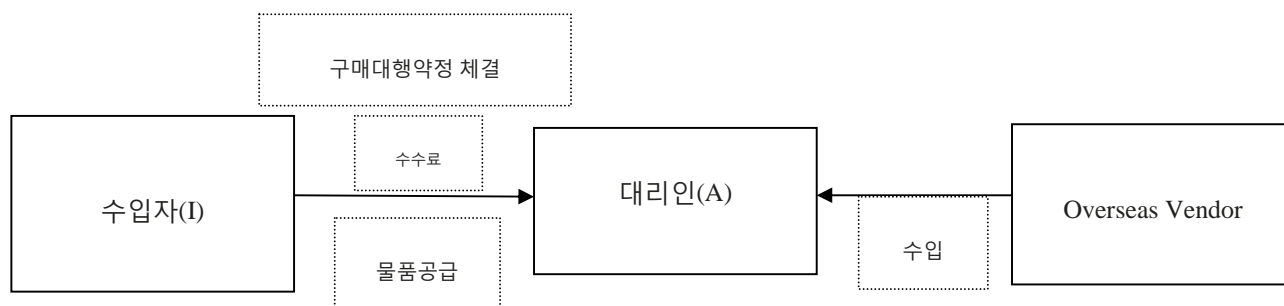 구매대행약정 체결
수수료
수입자(I)
대리인(A)
Overseas Vendor
수입
물품공급